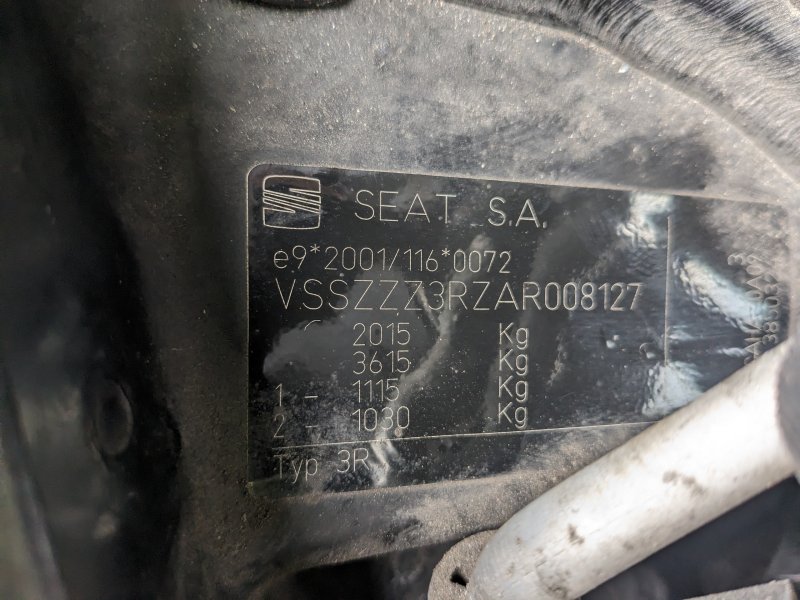 SEAT S.A.
e9*2001/116*0072
VSSZZZ3RZAR008127
2015 Kg
3615 Kg
1 - 1115 Kg
2 - 1030 Kg
Typ 3R